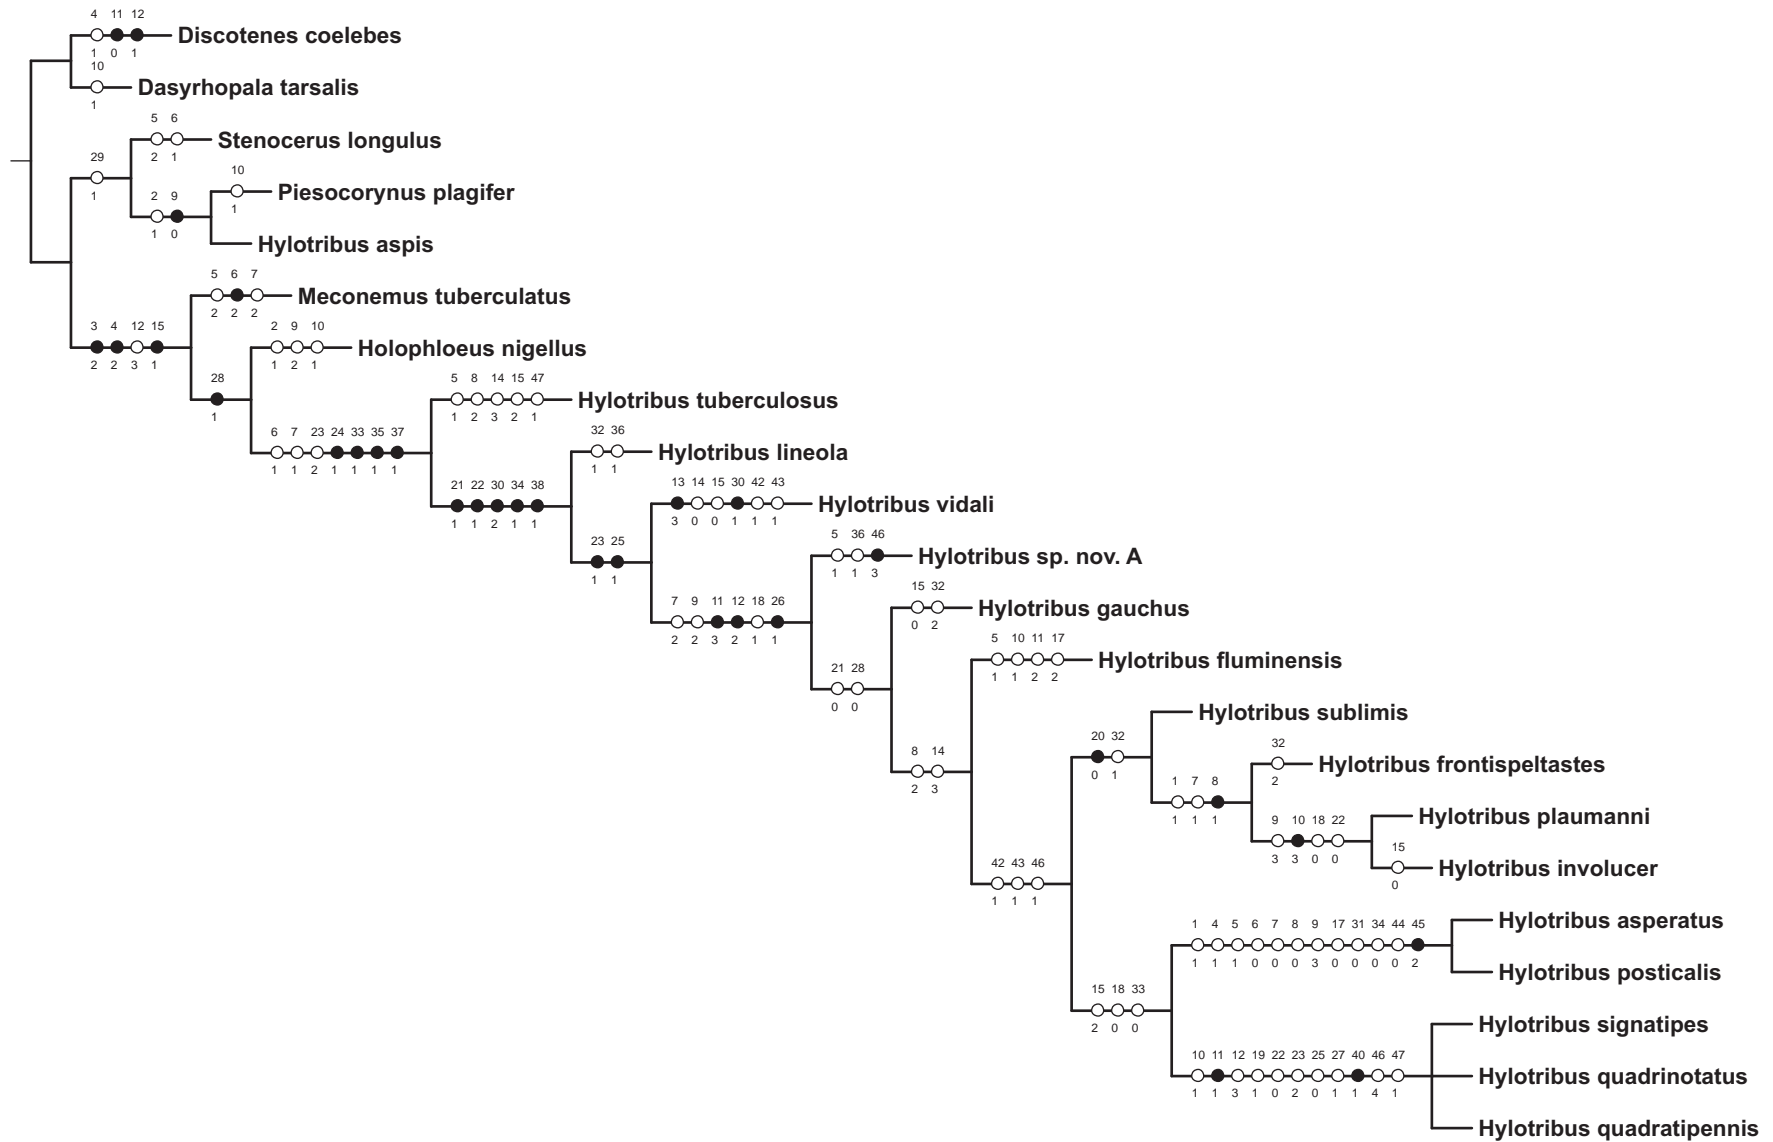 4 11 12
Discotenes coelebes
1 0 1
10
Dasyrhopala tarsalis
1
5 6
Stenocerus longulus
2 1
29
1
10
Piesocorynus plagifer
1
2 9
1 0
Hylotribus aspis
5 6 7
Meconemus tuberculatus
2 2 2
3 4 12 15
2 2 3 1
2 9 10
Holophloeus nigellus
1 2 1
28
1
5 8 14 15 47
Hylotribus tuberculosus
1 2 3 2 1
6 7 23 24 33 35 37
1 1 2 1 1 1 1
32 36
Hylotribus lineola
1 1
21 22 30 34 38
1 1 2 1 1
13 14 15 30 42 43
Hylotribus vidali
3 0 0 1 1 1
23 25
1 1
5 36 46
Hylotribus sp. nov. A
1 1 3
7 9 11 12 18 26
2 2 3 2 1 1
15 32
Hylotribus gauchus
0 2
21 28
0 0
5 10 11 17
Hylotribus fluminensis
1 1 2 2
8 14
2 3
Hylotribus sublimis
20 32
0 1
32
Hylotribus frontispeltastes
2
1 7 8
1 1 1
Hylotribus plaumanni
9 10 18 22
3 3 0 0
15
Hylotribus involucer
0
42 43 46
1 1 1
Hylotribus asperatus
1 4 5 6 7 8 9 17 31 34 44 45
1 1 1 0 0 0 3 0 0 0 0 2
Hylotribus posticalis
15 18 33
2 0 0
Hylotribus signatipes
10 11 12 19 22 23 25 27 40 46 47
Hylotribus quadrinotatus
1 1 3 1 0 2 0 1 1 4 1
Hylotribus quadratipennis